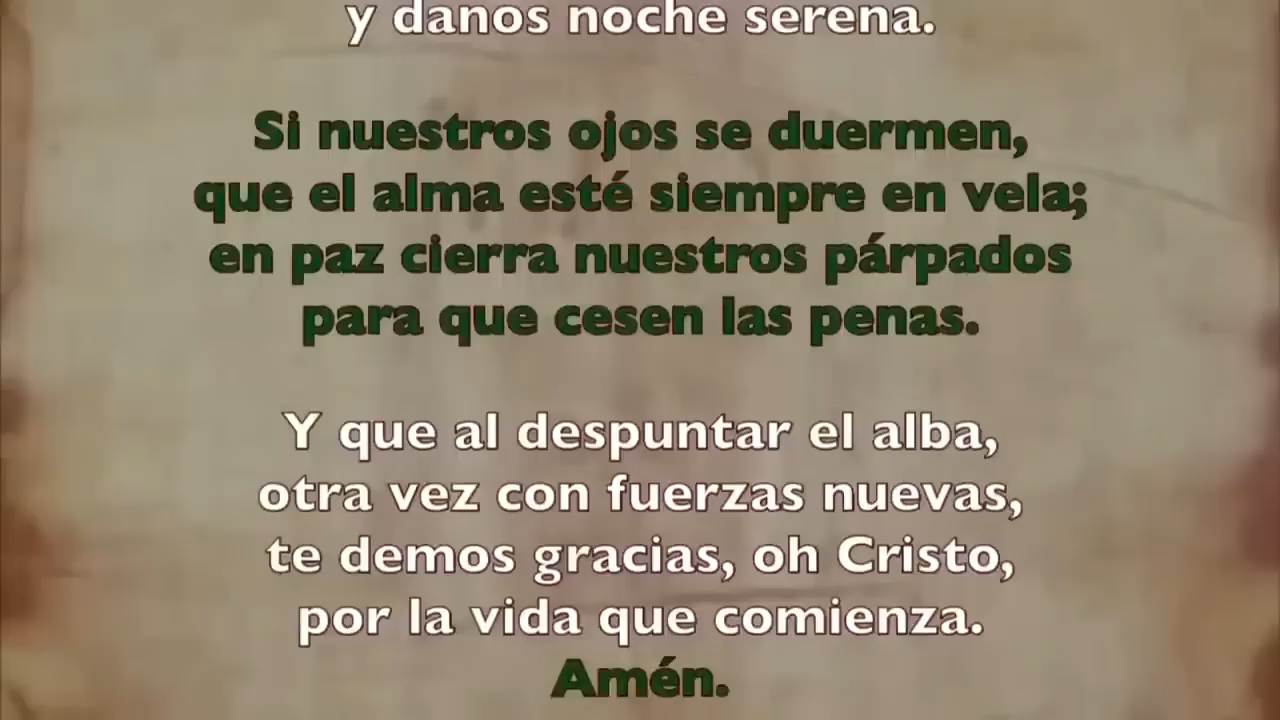 y danos noche serena.
Si nuestros ojos se duermen,
que el alma esté siempre en vela;
en paz cierra nuestros párpados
para que cesen las penas.
Y que al despuntar el alba,
otra vez con fuerzas nuevas,
te demos gracias, oh Cristo,
por la vida que comienza.
Amén.